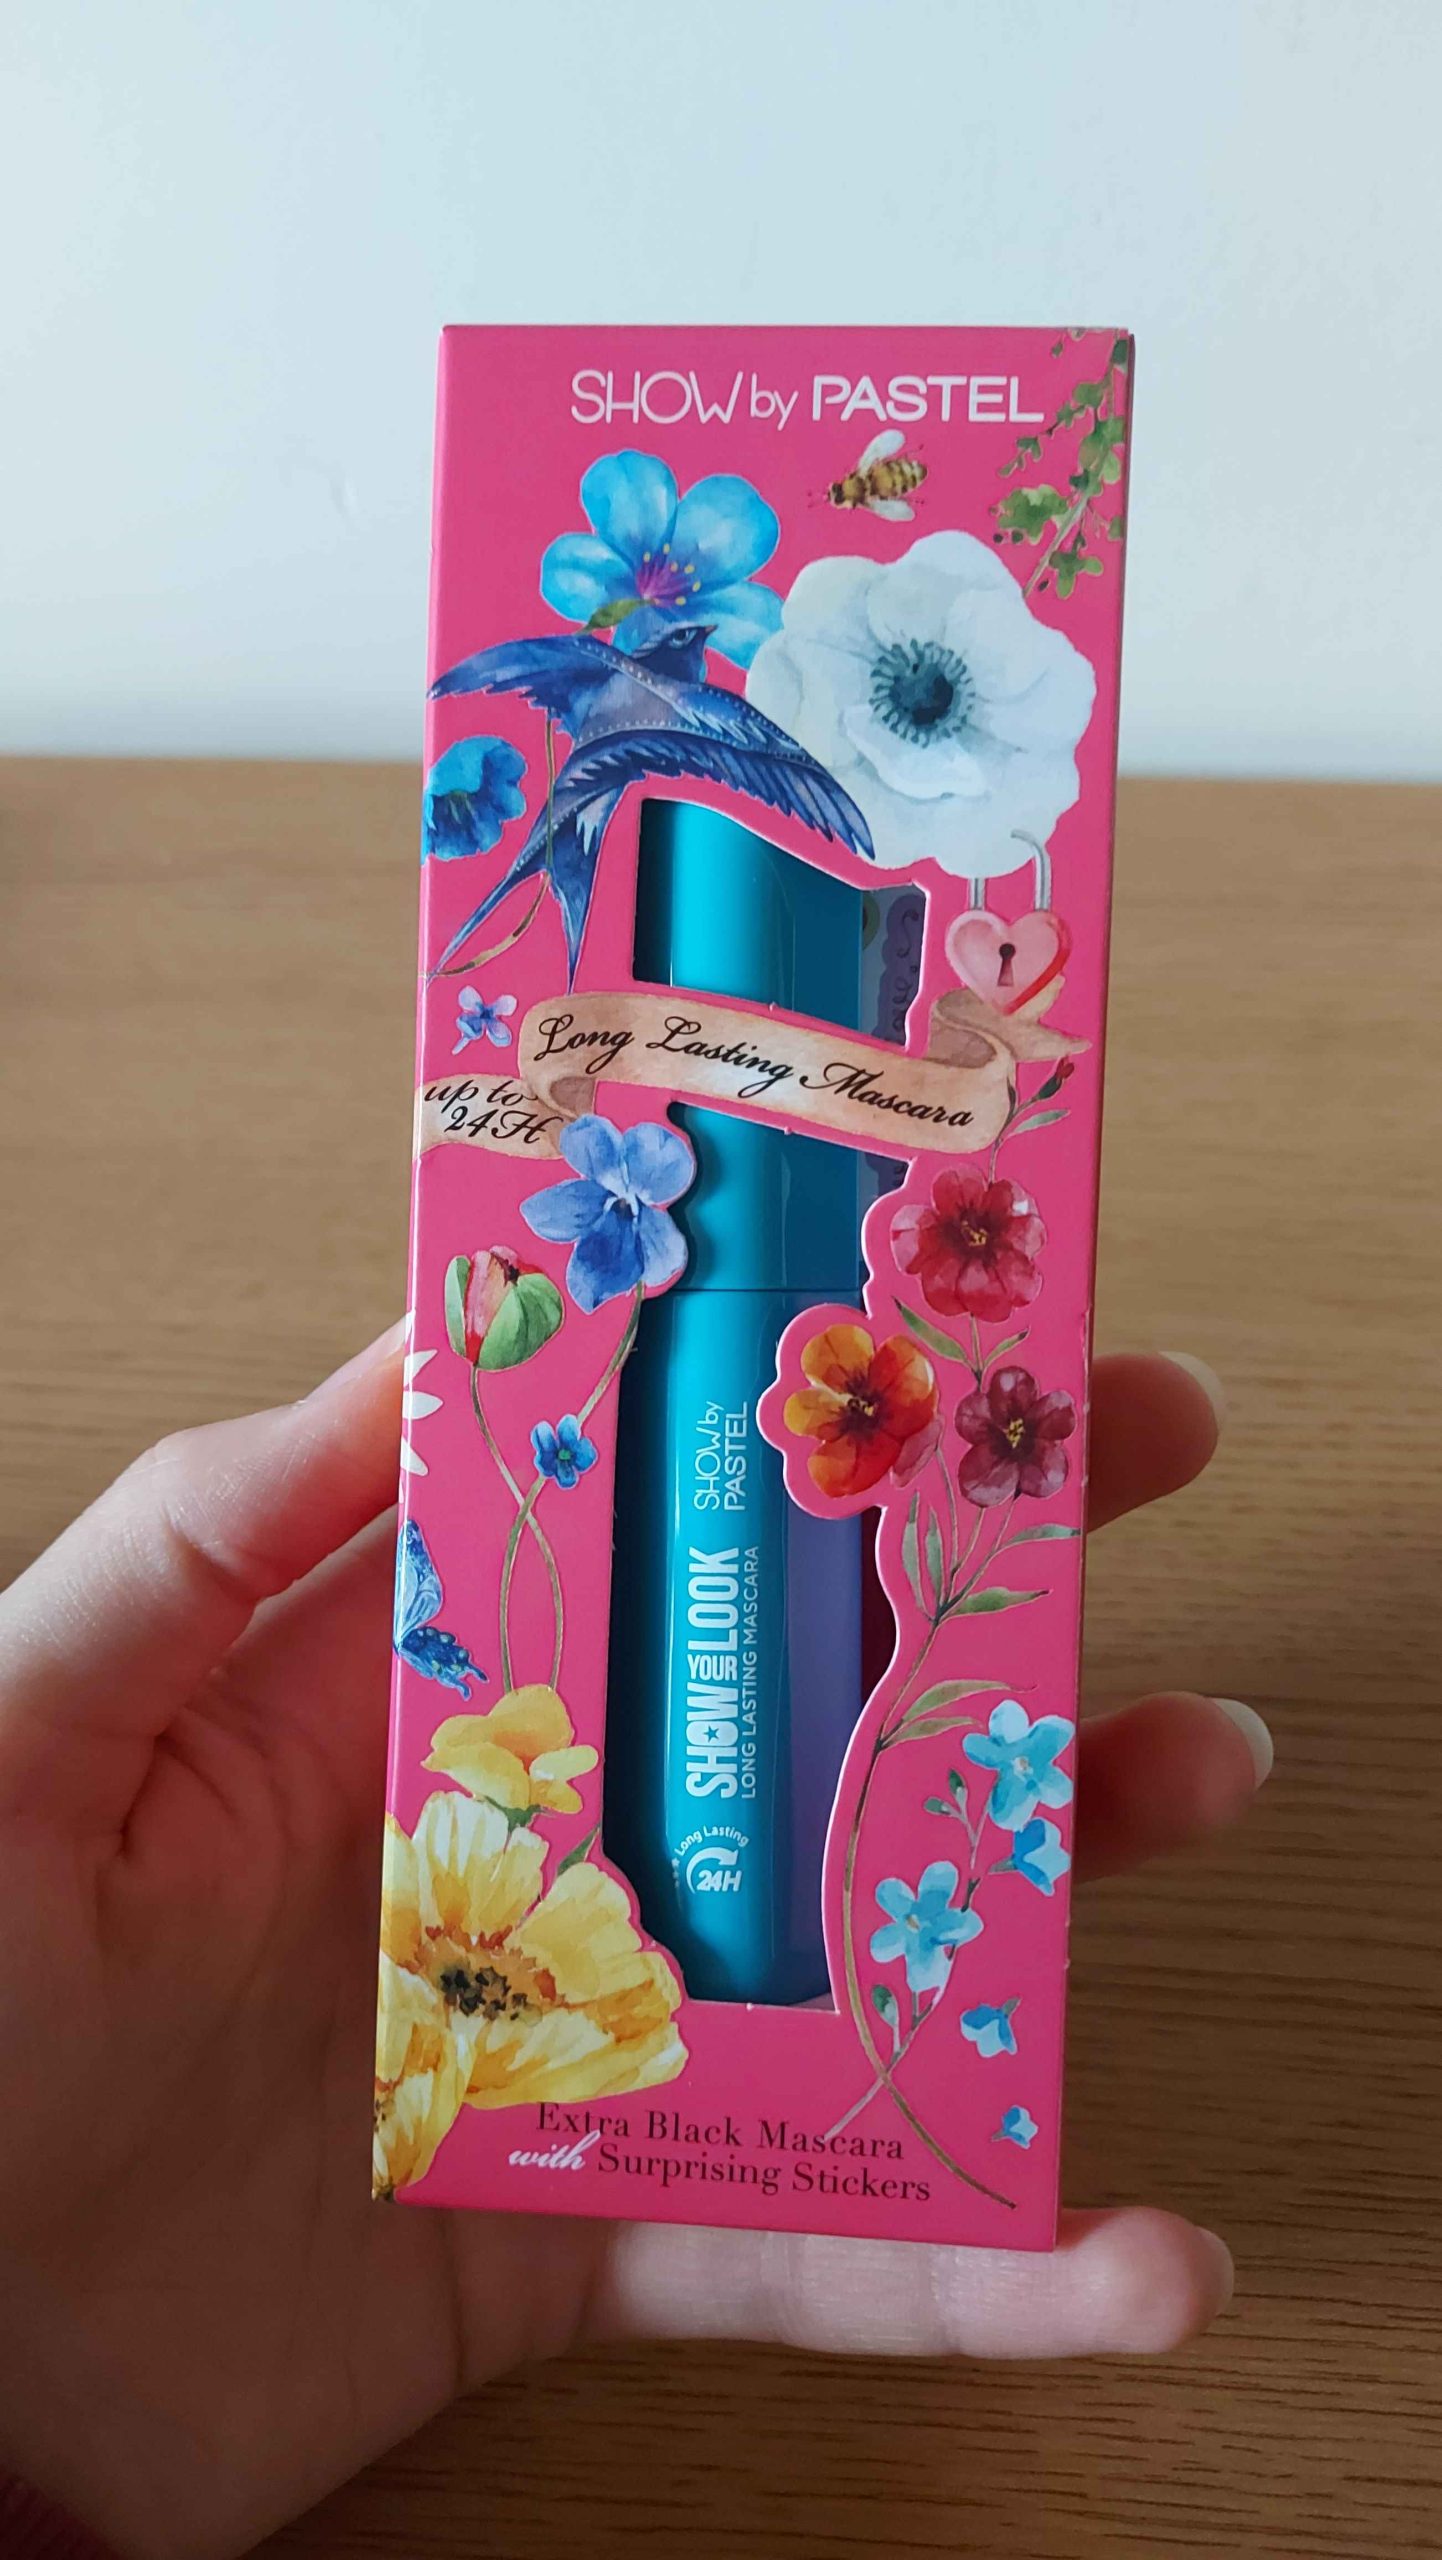 SHOW by PASTEL
Long Lasting Mascara
up to
24H
SHOW by
PASTEL
SHOW YOUR LOOK
LONG LASTING MASCARA
Long Lasting
24H
Extra Black Mascara
with Surprising Stickers